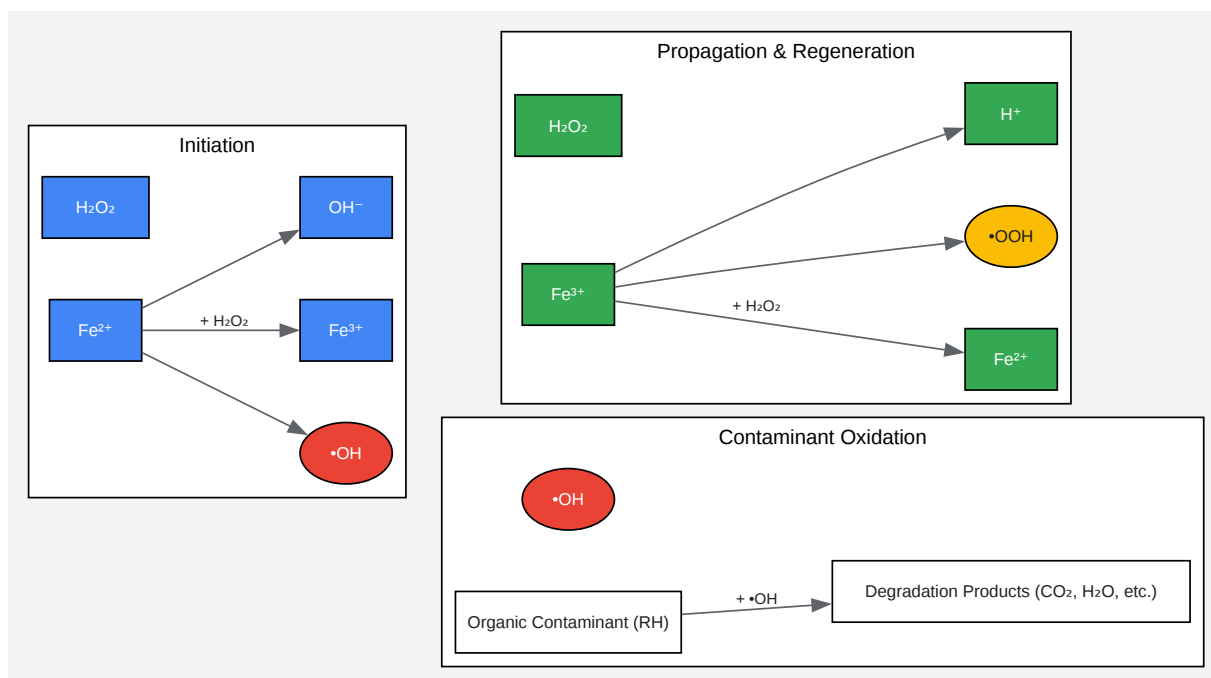 Initiation
H₂O₂
OH⁻
Fe²⁺
+ H₂O₂
Fe³⁺
•OH
Propagation & Regeneration
H₂O₂
H⁺
•OOH
Fe³⁺
+ H₂O₂
Fe²⁺
Contaminant Oxidation
•OH
Organic Contaminant (RH)
+ •OH
Degradation Products (CO₂, H₂O, etc.)